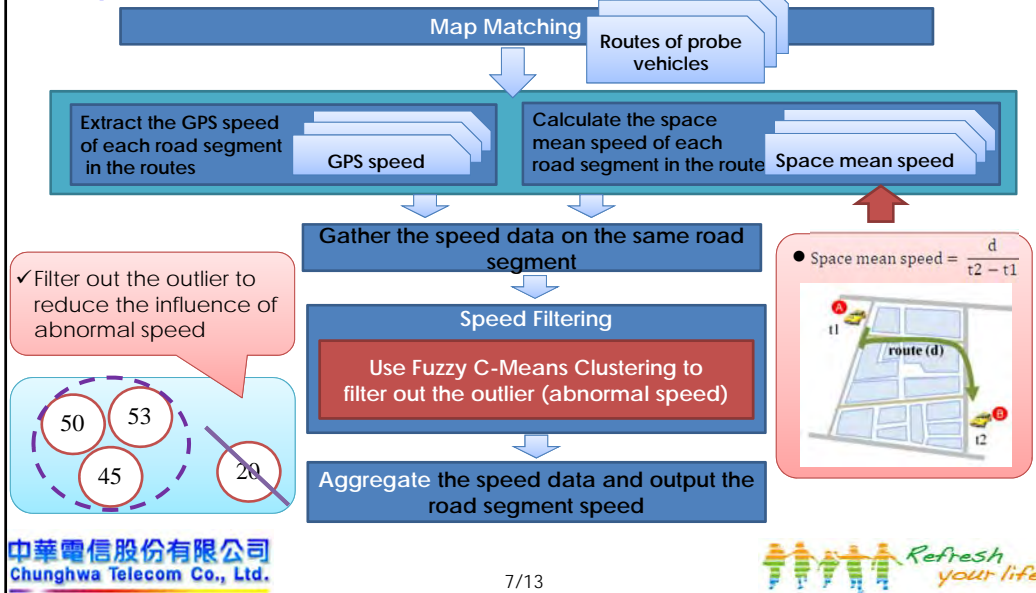 Map Matching
Routes of probe
vehicles
Extract the GPS speed
of each road segment
in the routes
GPS speed
Calculate the space
mean speed of each
road segment in the route
Space mean speed
Gather the speed data on the same road
segment
✓Filter out the outlier to
reduce the influence of
abnormal speed
50
53
45
20
Speed Filtering
Use Fuzzy C-Means Clustering to
filter out the outlier (abnormal speed)
Aggregate the speed data and output the
road segment speed
● Space mean speed = d / t2 − t1
A
t1
route (d)
B
t2
中華電信股份有限公司
Chunghwa Telecom Co., Ltd.
7/13
Refresh
your life